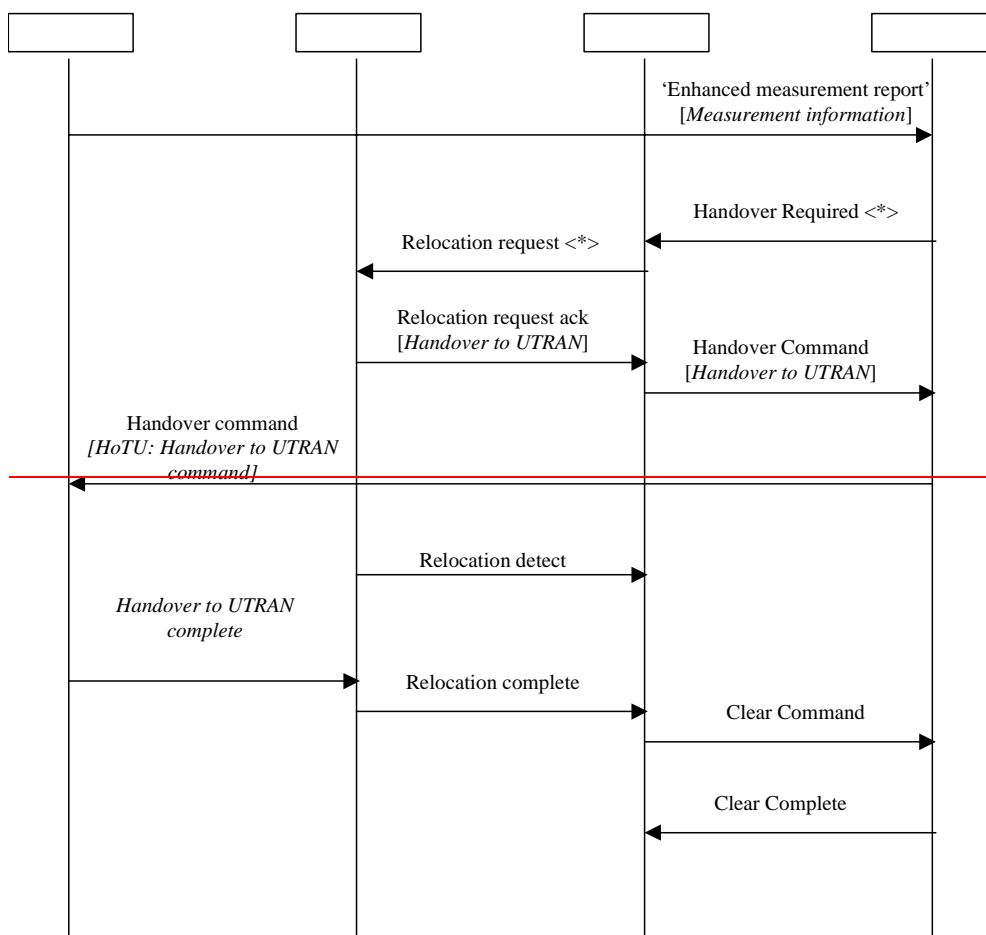 ‘Enhanced measurement report’
[Measurement information]
Handover Required <*>
Relocation request <*>
Relocation request ack
[Handover to UTRAN]
Handover Command
[Handover to UTRAN]
Handover command
[HoTU: Handover to UTRAN
command]
Relocation detect
Handover to UTRAN
complete
Relocation complete
Clear Command
Clear Complete